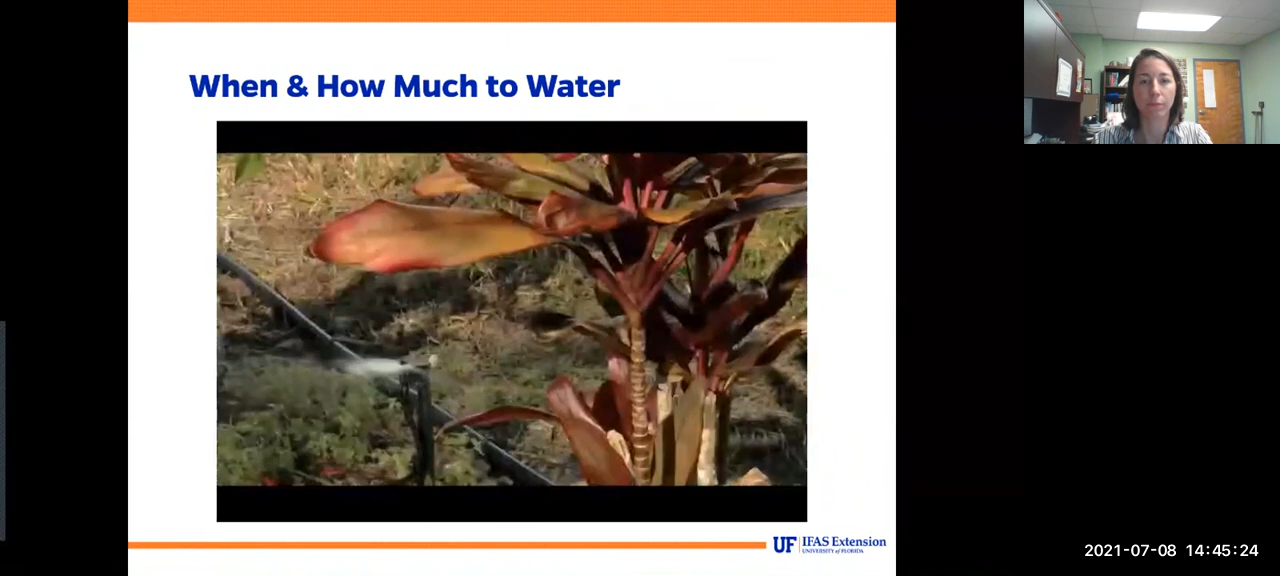 When & How Much to Water
UF IFAS Extension
UNIVERSITY of FLORIDA
2021-07-08 14:45:24